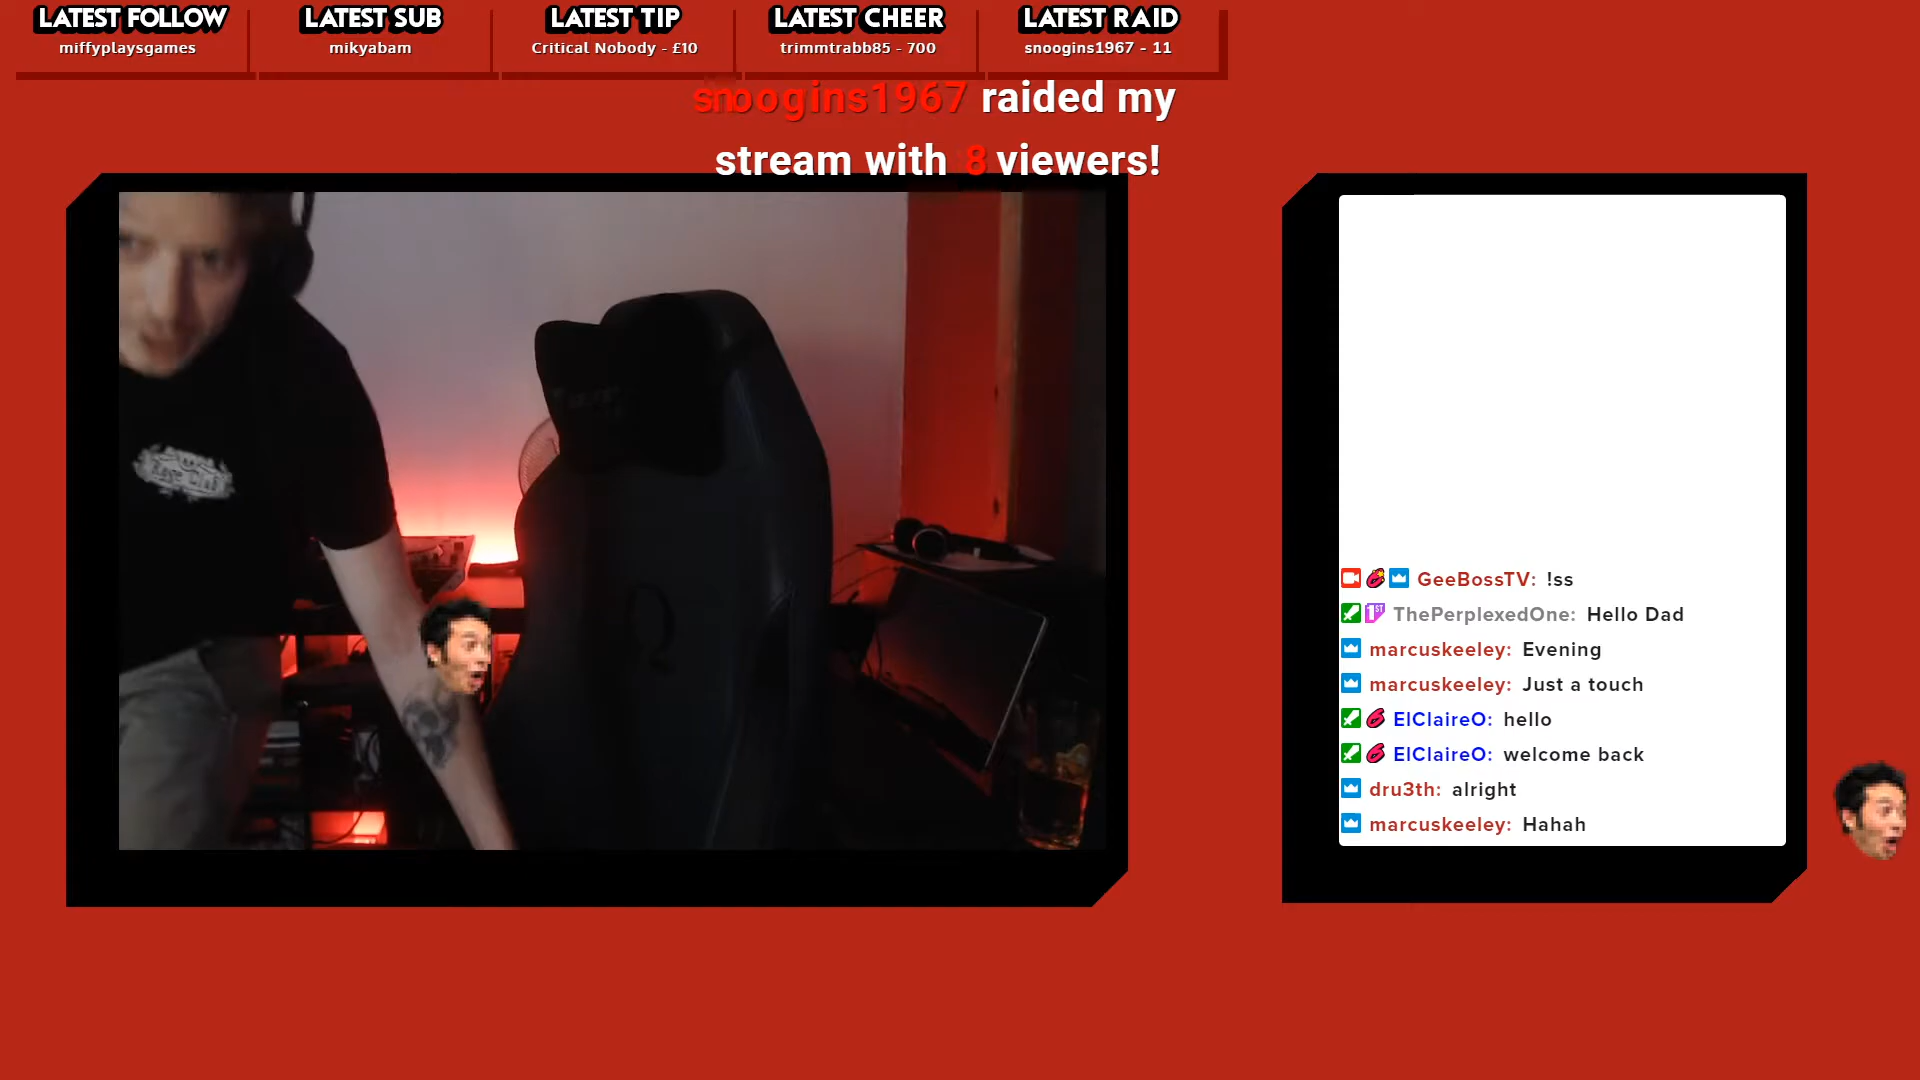 LATEST FOLLOW
miffyplaysgames
LATEST SUB
mikyabam
LATEST TIP
Critical Nobody - £10
LATEST CHEER
trimmtrabb85 - 700
LATEST RAID
snoogins1967 - 11
snoogins1967 raided my
stream with 8 viewers!
GeeBossTV: !ss
1ST
ThePerplexedOne: Hello Dad
marcuskeeley: Evening
marcuskeeley: Just a touch
ElClaireO: hello
ElClaireO: welcome back
dru3th: alright
marcuskeeley: Hahah